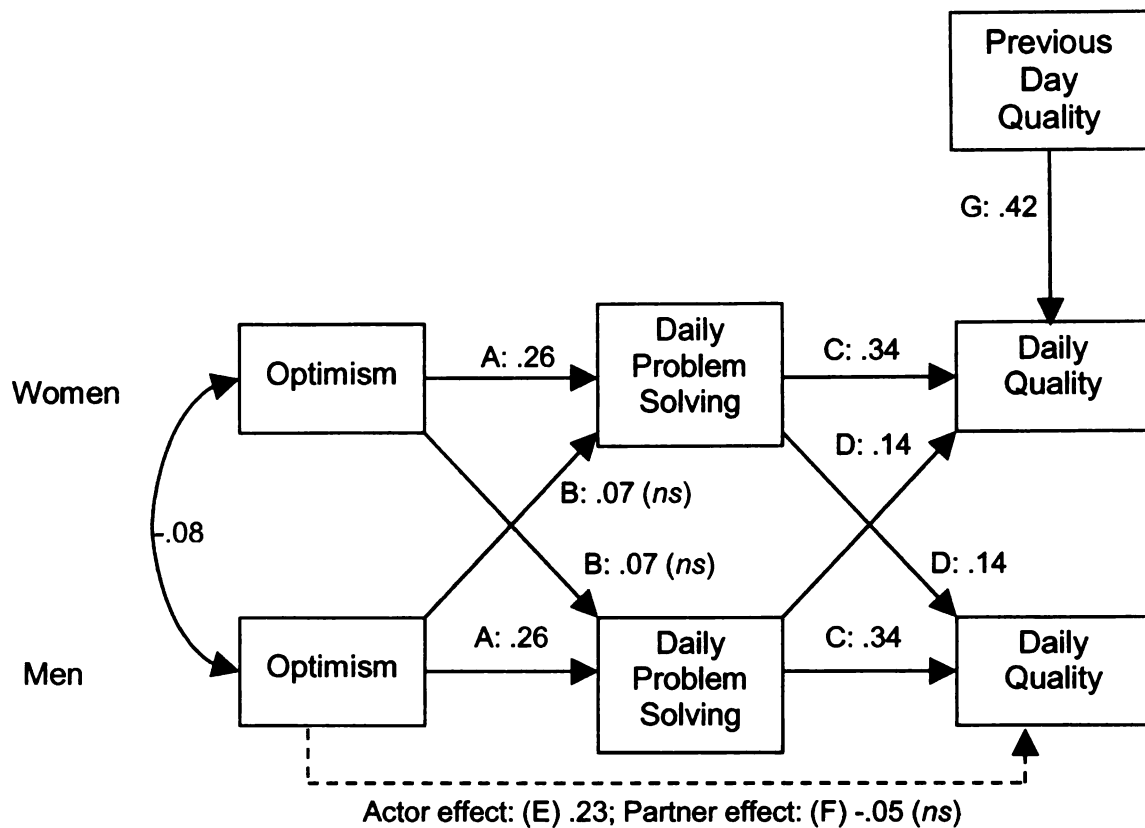 Previous
Day
Quality
G: .42
Women
Optimism
A: .26
Daily
Problem
Solving
C: .34
Daily
Quality
D: .14
B: .07 (ns)
-.08
B: .07 (ns)
D: .14
Men
Optimism
A: .26
Daily
Problem
Solving
C: .34
Daily
Quality
Actor effect: (E) .23; Partner effect: (F) -.05 (ns)